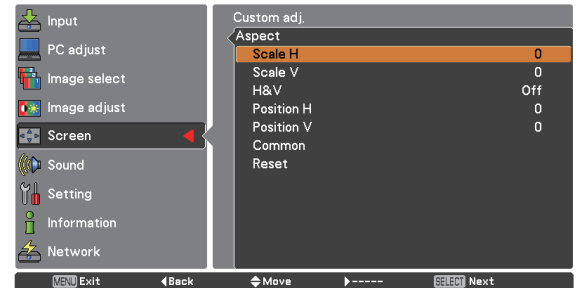 Input
PC adjust
Image select
Image adjust
Screen
Sound
Setting
Information
Network
Custom adj.
Aspect
Scale H 0
Scale V 0
H&V Off
Position H 0
Position V 0
Common
Reset
MENU Exit Back Move ----- SELECT Next